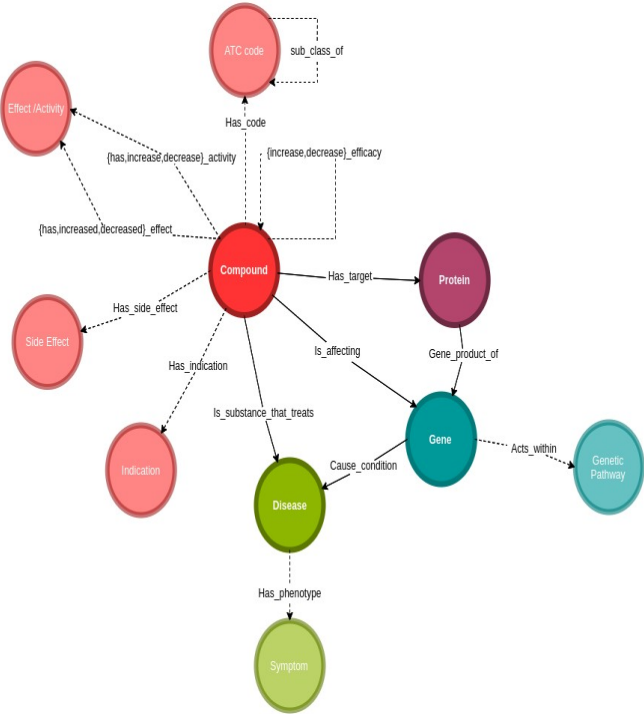 ATC code
sub_class_of
Effect /Activity
Has_code
{has,increase,decrease}_activity
{increase,decrease}_efficacy
{has,increased,decreased}_effect
Compound
Has_target
Protein
Has_side_effect
Side Effect
Is_affecting
Gene_product_of
Has_indication
Is_substance_that_treats
Gene
Acts_within
Genetic
Pathway
Cause_condition
Indication
Disease
Has_phenotype
Symptom